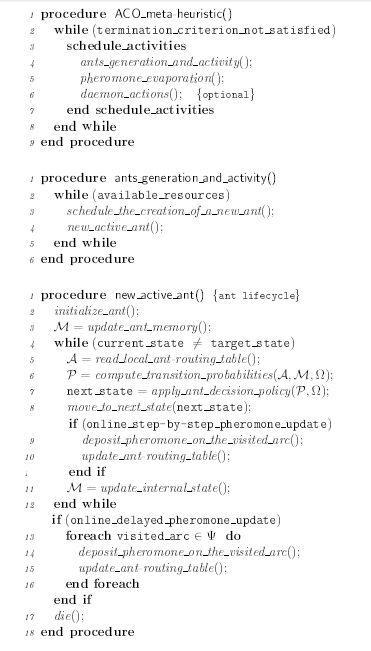 1 procedure ACO_meta-heuristic()
2 while (termination_criterion_not_satisfied)
3 schedule_activities
4 ants_generation_and_activity();
5 pheromone_evaporation();
6 daemon_actions(); {optional}
7 end schedule_activities
8 end while
9 end procedure
1 procedure ants_generation_and_activity()
2 while (available_resources)
3 schedule_the_creation_of_a_new_ant();
4 new_active_ant();
5 end while
6 end procedure
1 procedure new_active_ant() {ant lifecycle}
2 initialize_ant();
3 M = update_ant_memory();
4 while (current_state ≠ target_state)
5 A = read_local_ant-routing_table();
6 P = compute_transition_probabilities(A, M, Ω);
7 next_state = apply_ant_decision_policy(P, Ω);
8 move_to_next_state(next_state);
if (online_step-by-step_pheromone_update)
9 deposit_pheromone_on_the_visited_arc();
10 update_ant-routing_table();
end if
11 M = update_internal_state();
12 end while
if (online_delayed_pheromone_update)
13 foreach visited_arc ∈ Ψ do
14 deposit_pheromone_on_the_visited_arc();
15 update_ant-routing_table();
16 end foreach
end if
17 die();
18 end procedure